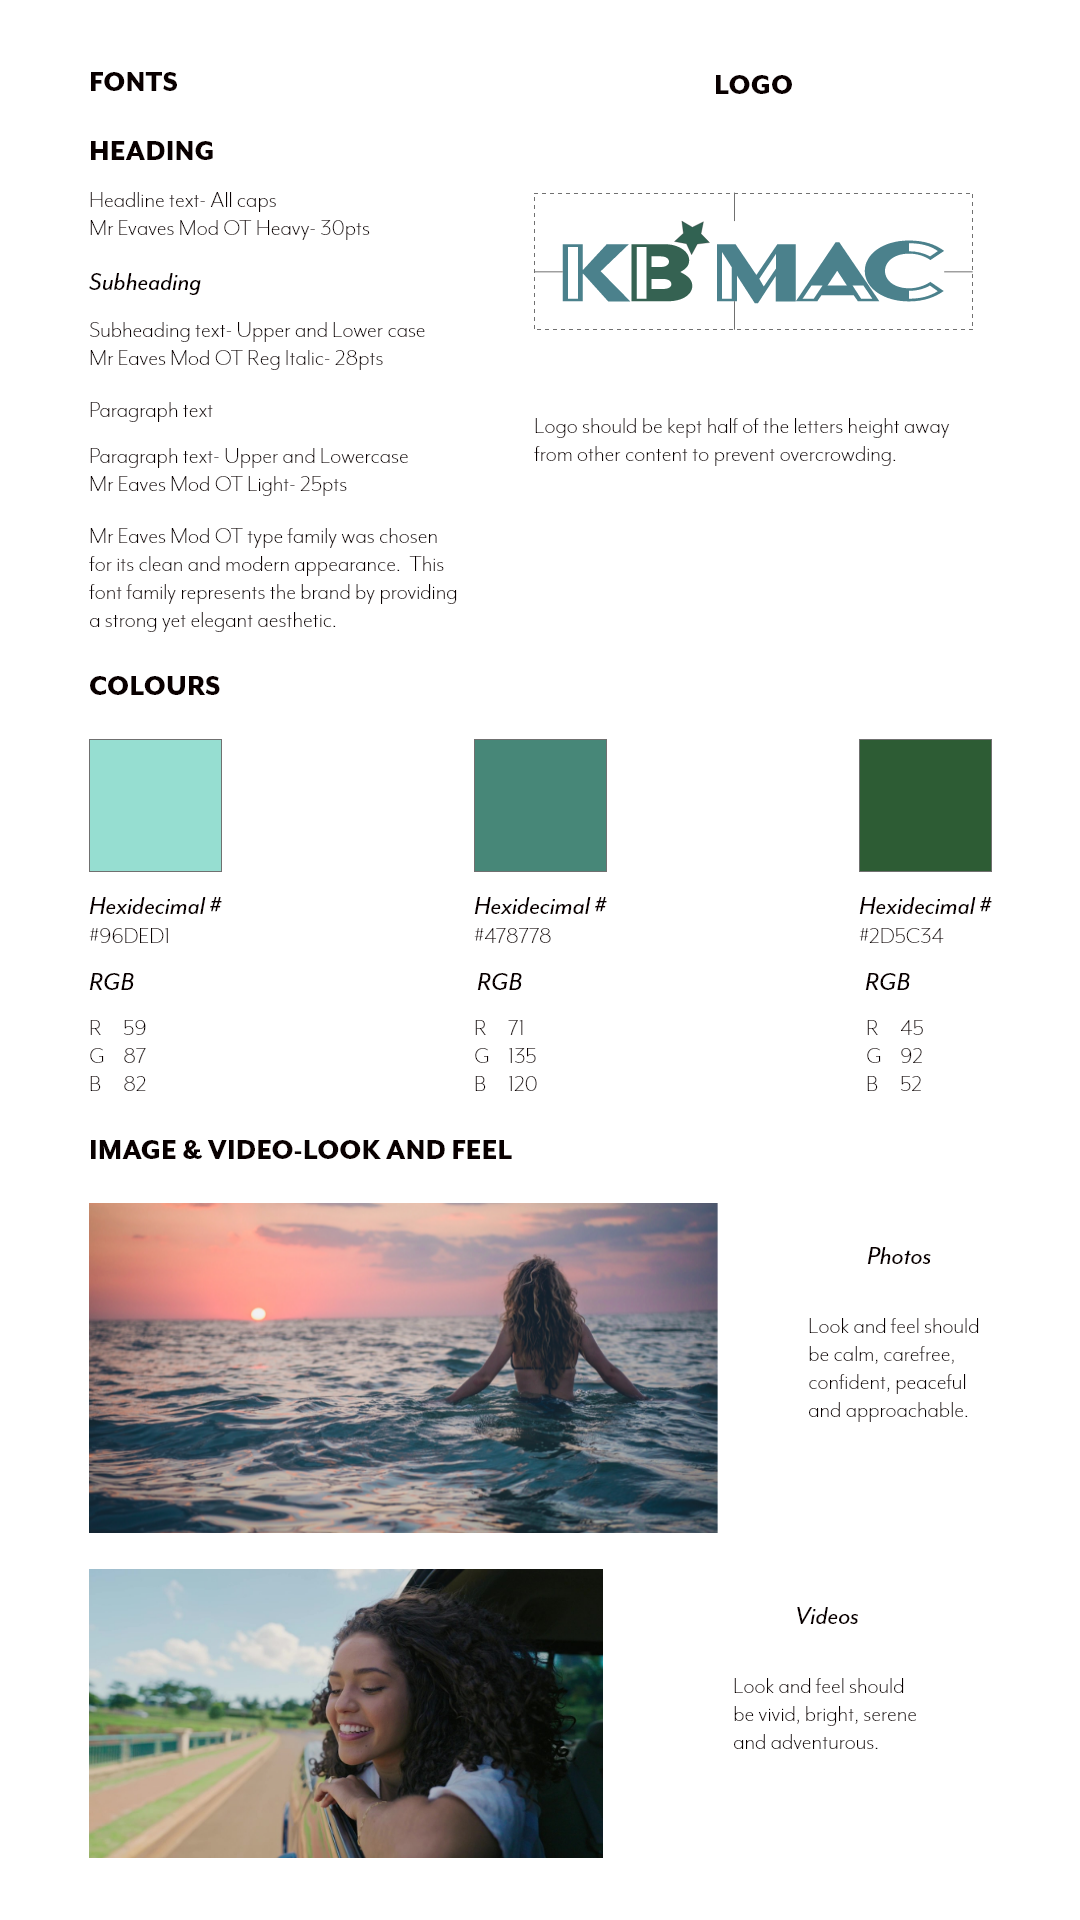 FONTS
HEADING
Headline text- All caps
Mr Evaves Mod OT Heavy- 30pts
Subheading
Subheading text- Upper and Lower case
Mr Eaves Mod OT Reg Italic- 28pts
Paragraph text
Paragraph text- Upper and Lowercase
Mr Eaves Mod OT Light- 25pts
Mr Eaves Mod OT type family was chosen
for its clean and modern appearance.  This
font family represents the brand by providing
a strong yet elegant aesthetic.
LOGO
KB MAC
Logo should be kept half of the letters height away
from other content to prevent overcrowding.
COLOURS
Hexidecimal #
#96DED1
RGB
R 59
G 87
B 82
Hexidecimal #
#478778
RGB
R 71
G 135
B 120
Hexidecimal #
#2D5C34
RGB
R 45
G 92
B 52
IMAGE & VIDEO-LOOK AND FEEL
Photos
Look and feel should
be calm, carefree,
confident, peaceful
and approachable.
Videos
Look and feel should
be vivid, bright, serene
and adventurous.